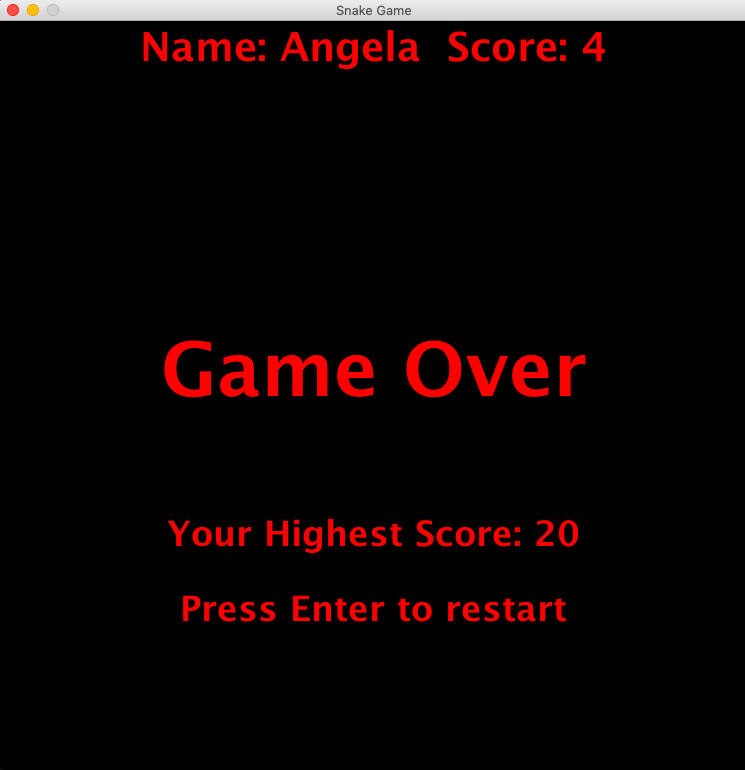 Snake Game
Name: Angela  Score: 4
Game Over
Your Highest Score: 20
Press Enter to restart